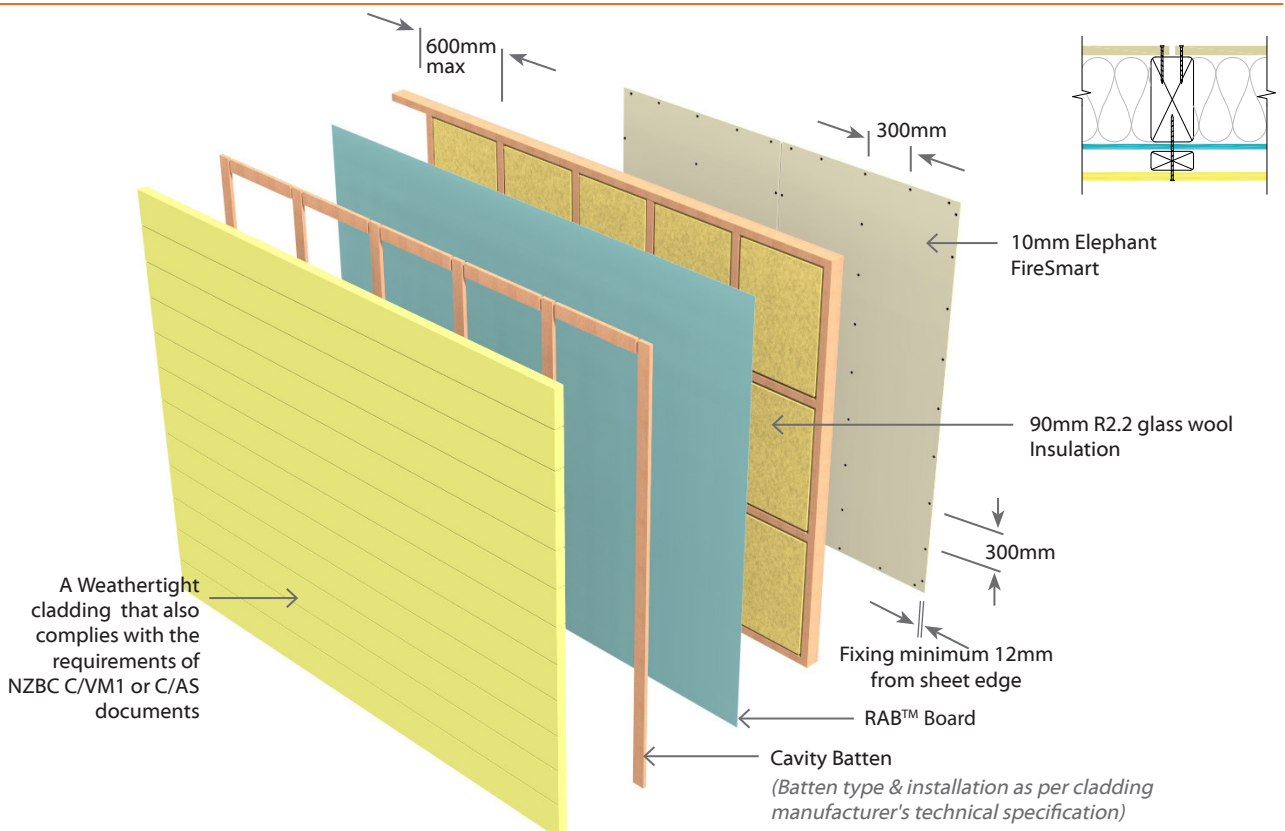 600mm
max
300mm
10mm Elephant
FireSmart
90mm R2.2 glass wool
Insulation
300mm
A Weathertight
cladding that also
complies with the
requirements of
NZBC C/VM1 or C/AS
documents
Fixing minimum 12mm
from sheet edge
RAB™ Board
Cavity Batten
(Batten type & installation as per cladding
manufacturer's technical specification)